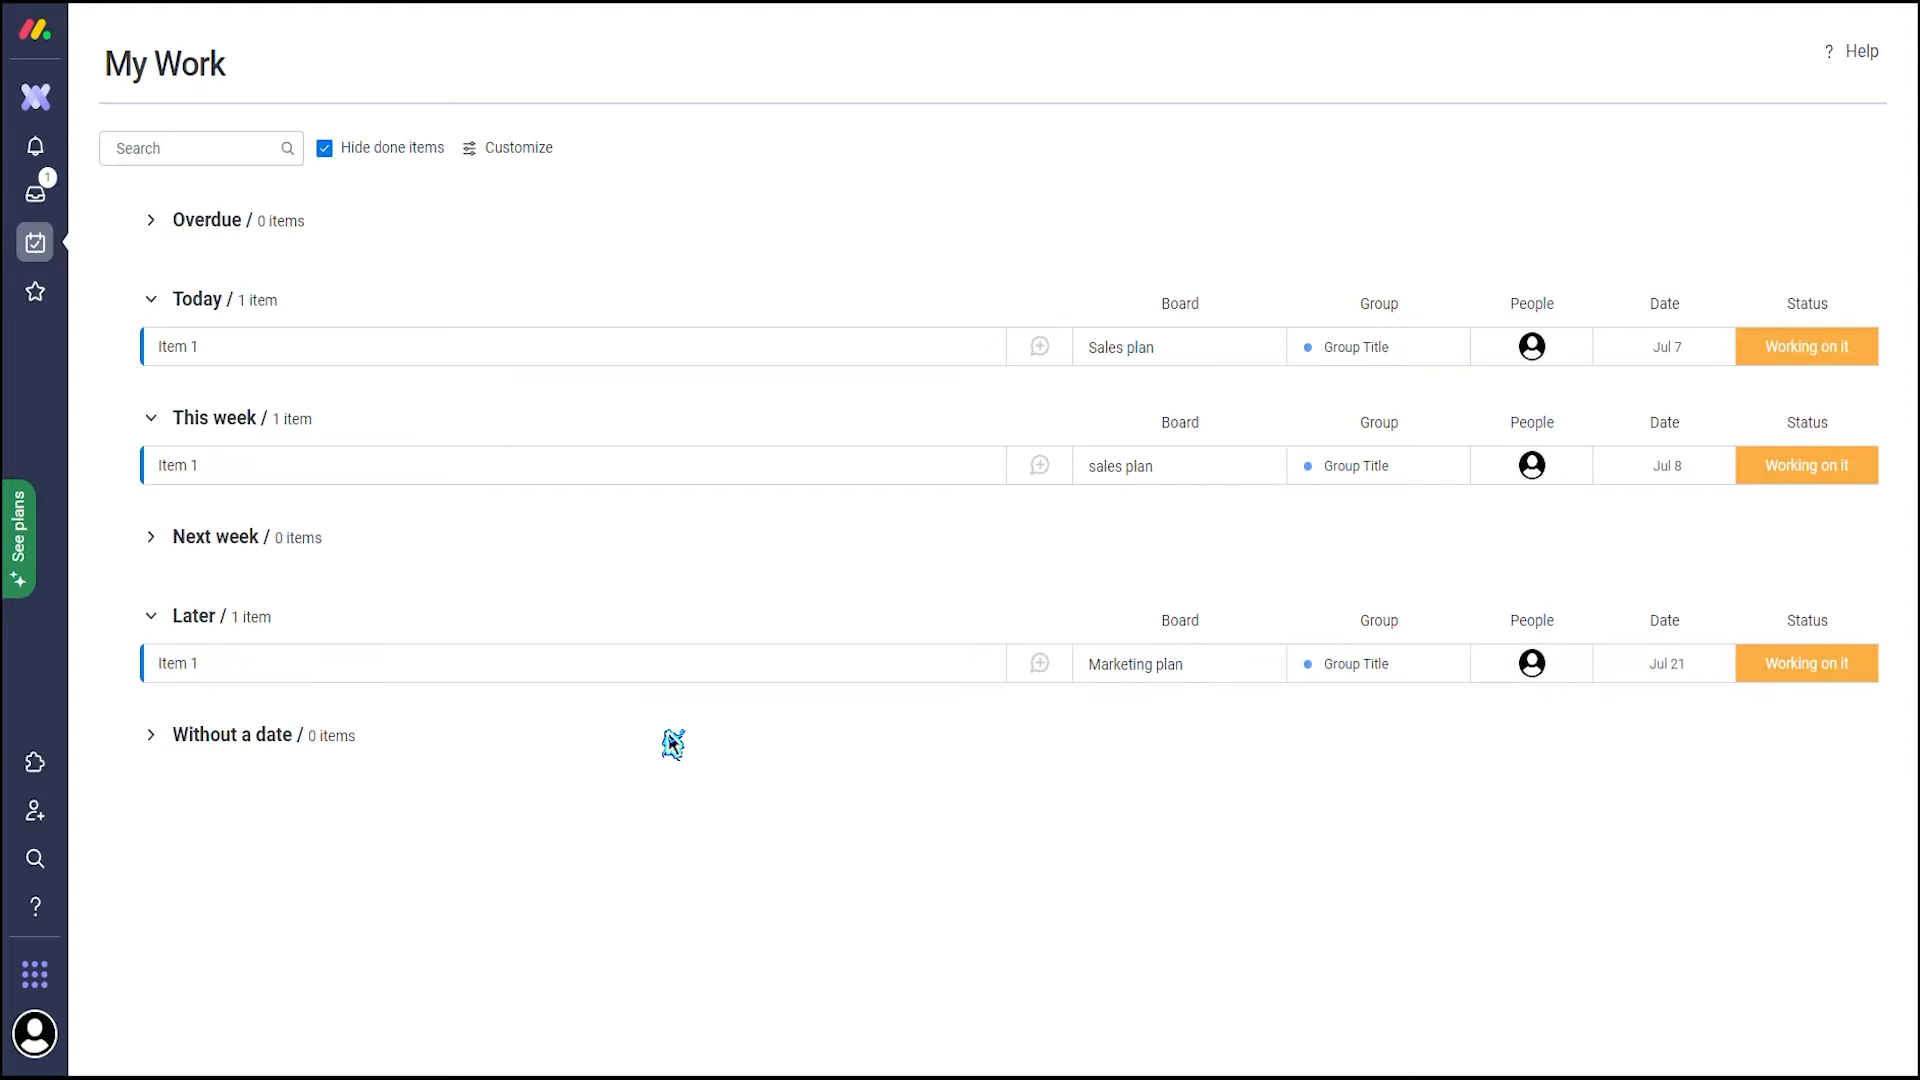 My Work
? Help
Search
Hide done items
Customize
1
Overdue / 0 items
Today / 1 item Board Group People Date Status
Item 1 Sales plan Group Title Jul 7 Working on it
This week / 1 item Board Group People Date Status
Item 1 sales plan Group Title Jul 8 Working on it
See plans
Next week / 0 items
Later / 1 item Board Group People Date Status
Item 1 Marketing plan Group Title Jul 21 Working on it
Without a date / 0 items
?